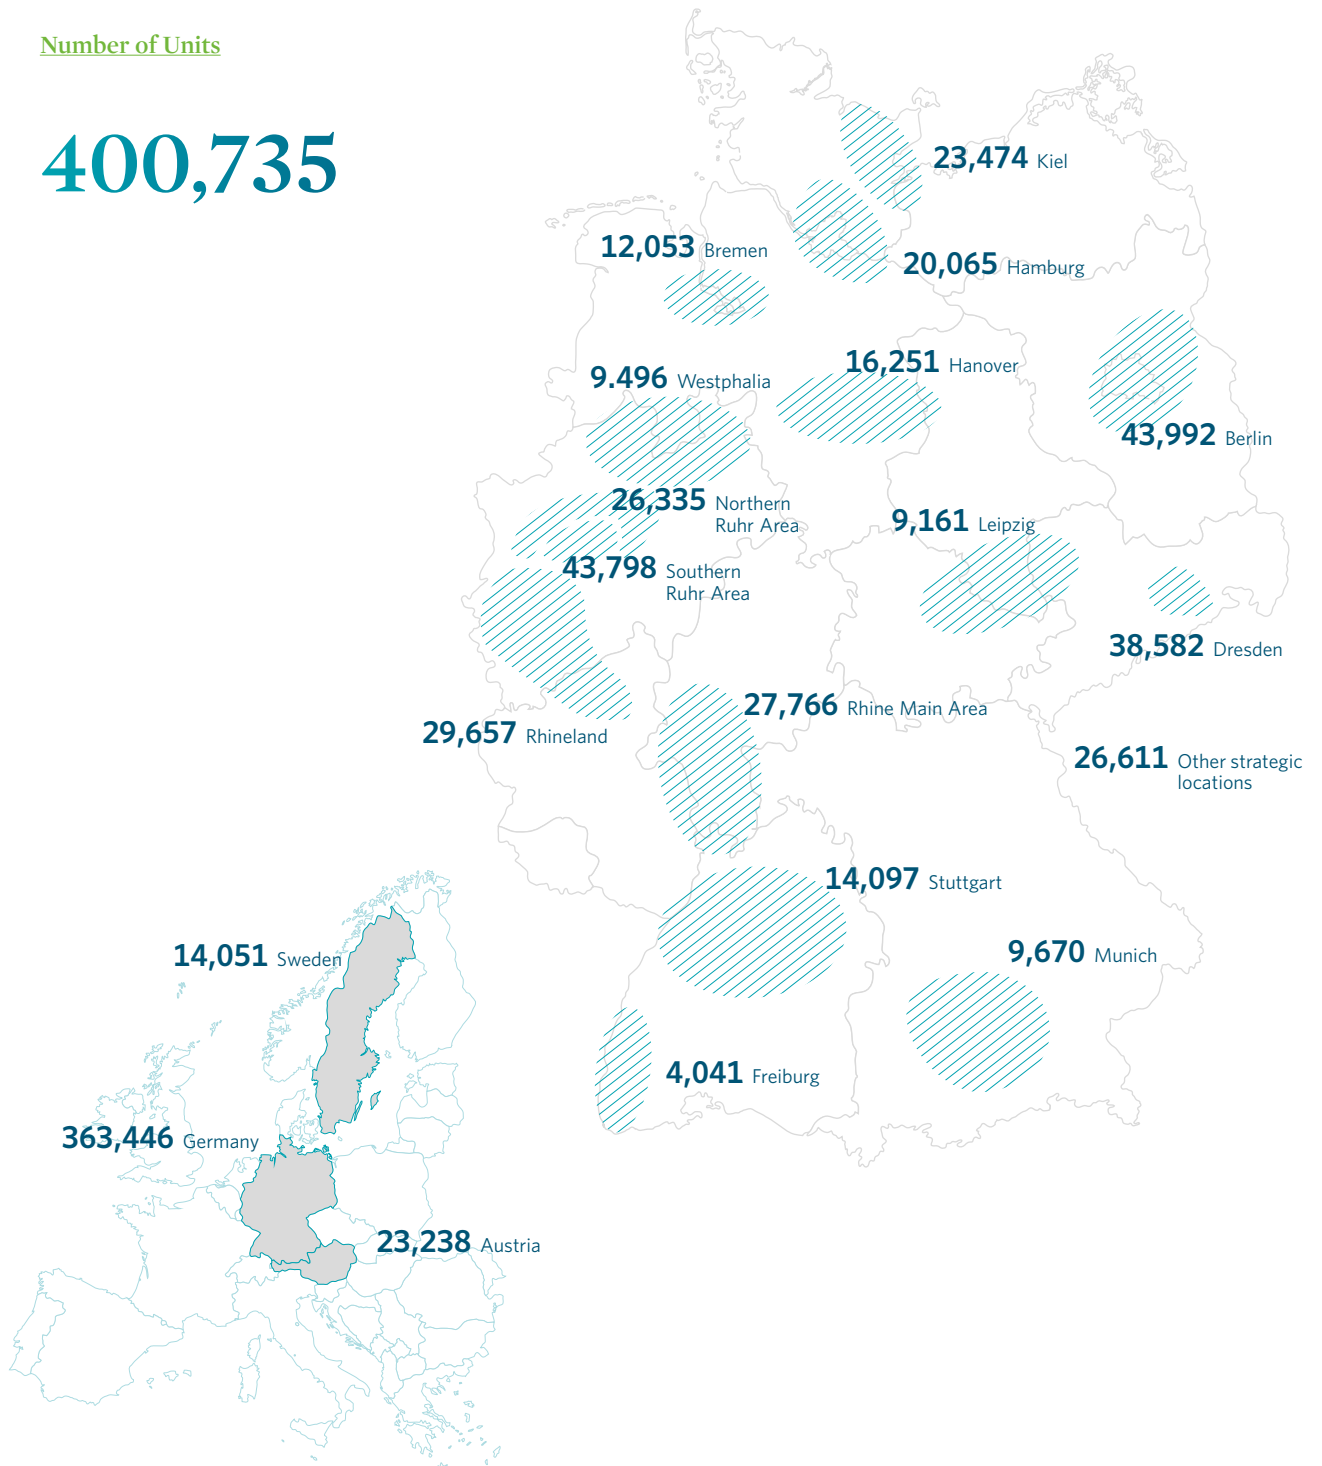 Number of Units
400,735
23,474 Kiel
12,053 Bremen
20,065 Hamburg
16,251 Hanover
9.496 Westphalia
43,992 Berlin
26,335 Northern
Ruhr Area
9,161 Leipzig
43,798 Southern
Ruhr Area
38,582 Dresden
27,766 Rhine Main Area
29,657 Rhineland
26,611 Other strategic
locations
14,097 Stuttgart
14,051 Sweden
9,670 Munich
4,041 Freiburg
363,446 Germany
23,238 Austria